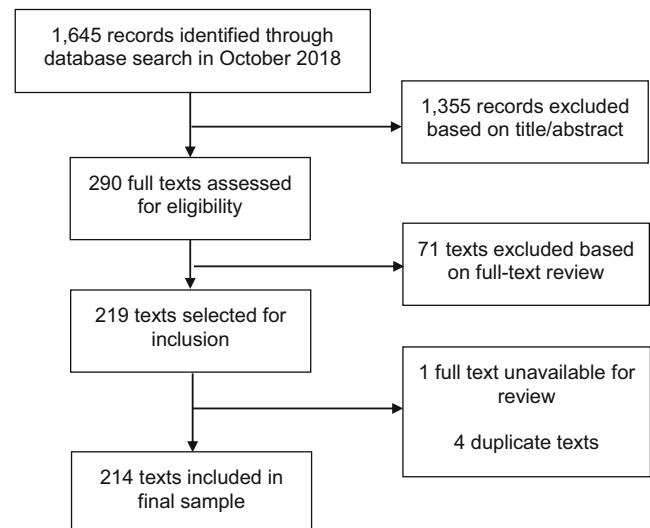 1,645 records identified through
database search in October 2018
1,355 records excluded
based on title/abstract
290 full texts assessed
for eligibility
71 texts excluded based
on full-text review
219 texts selected for
inclusion
1 full text unavailable for
review
4 duplicate texts
214 texts included in
final sample